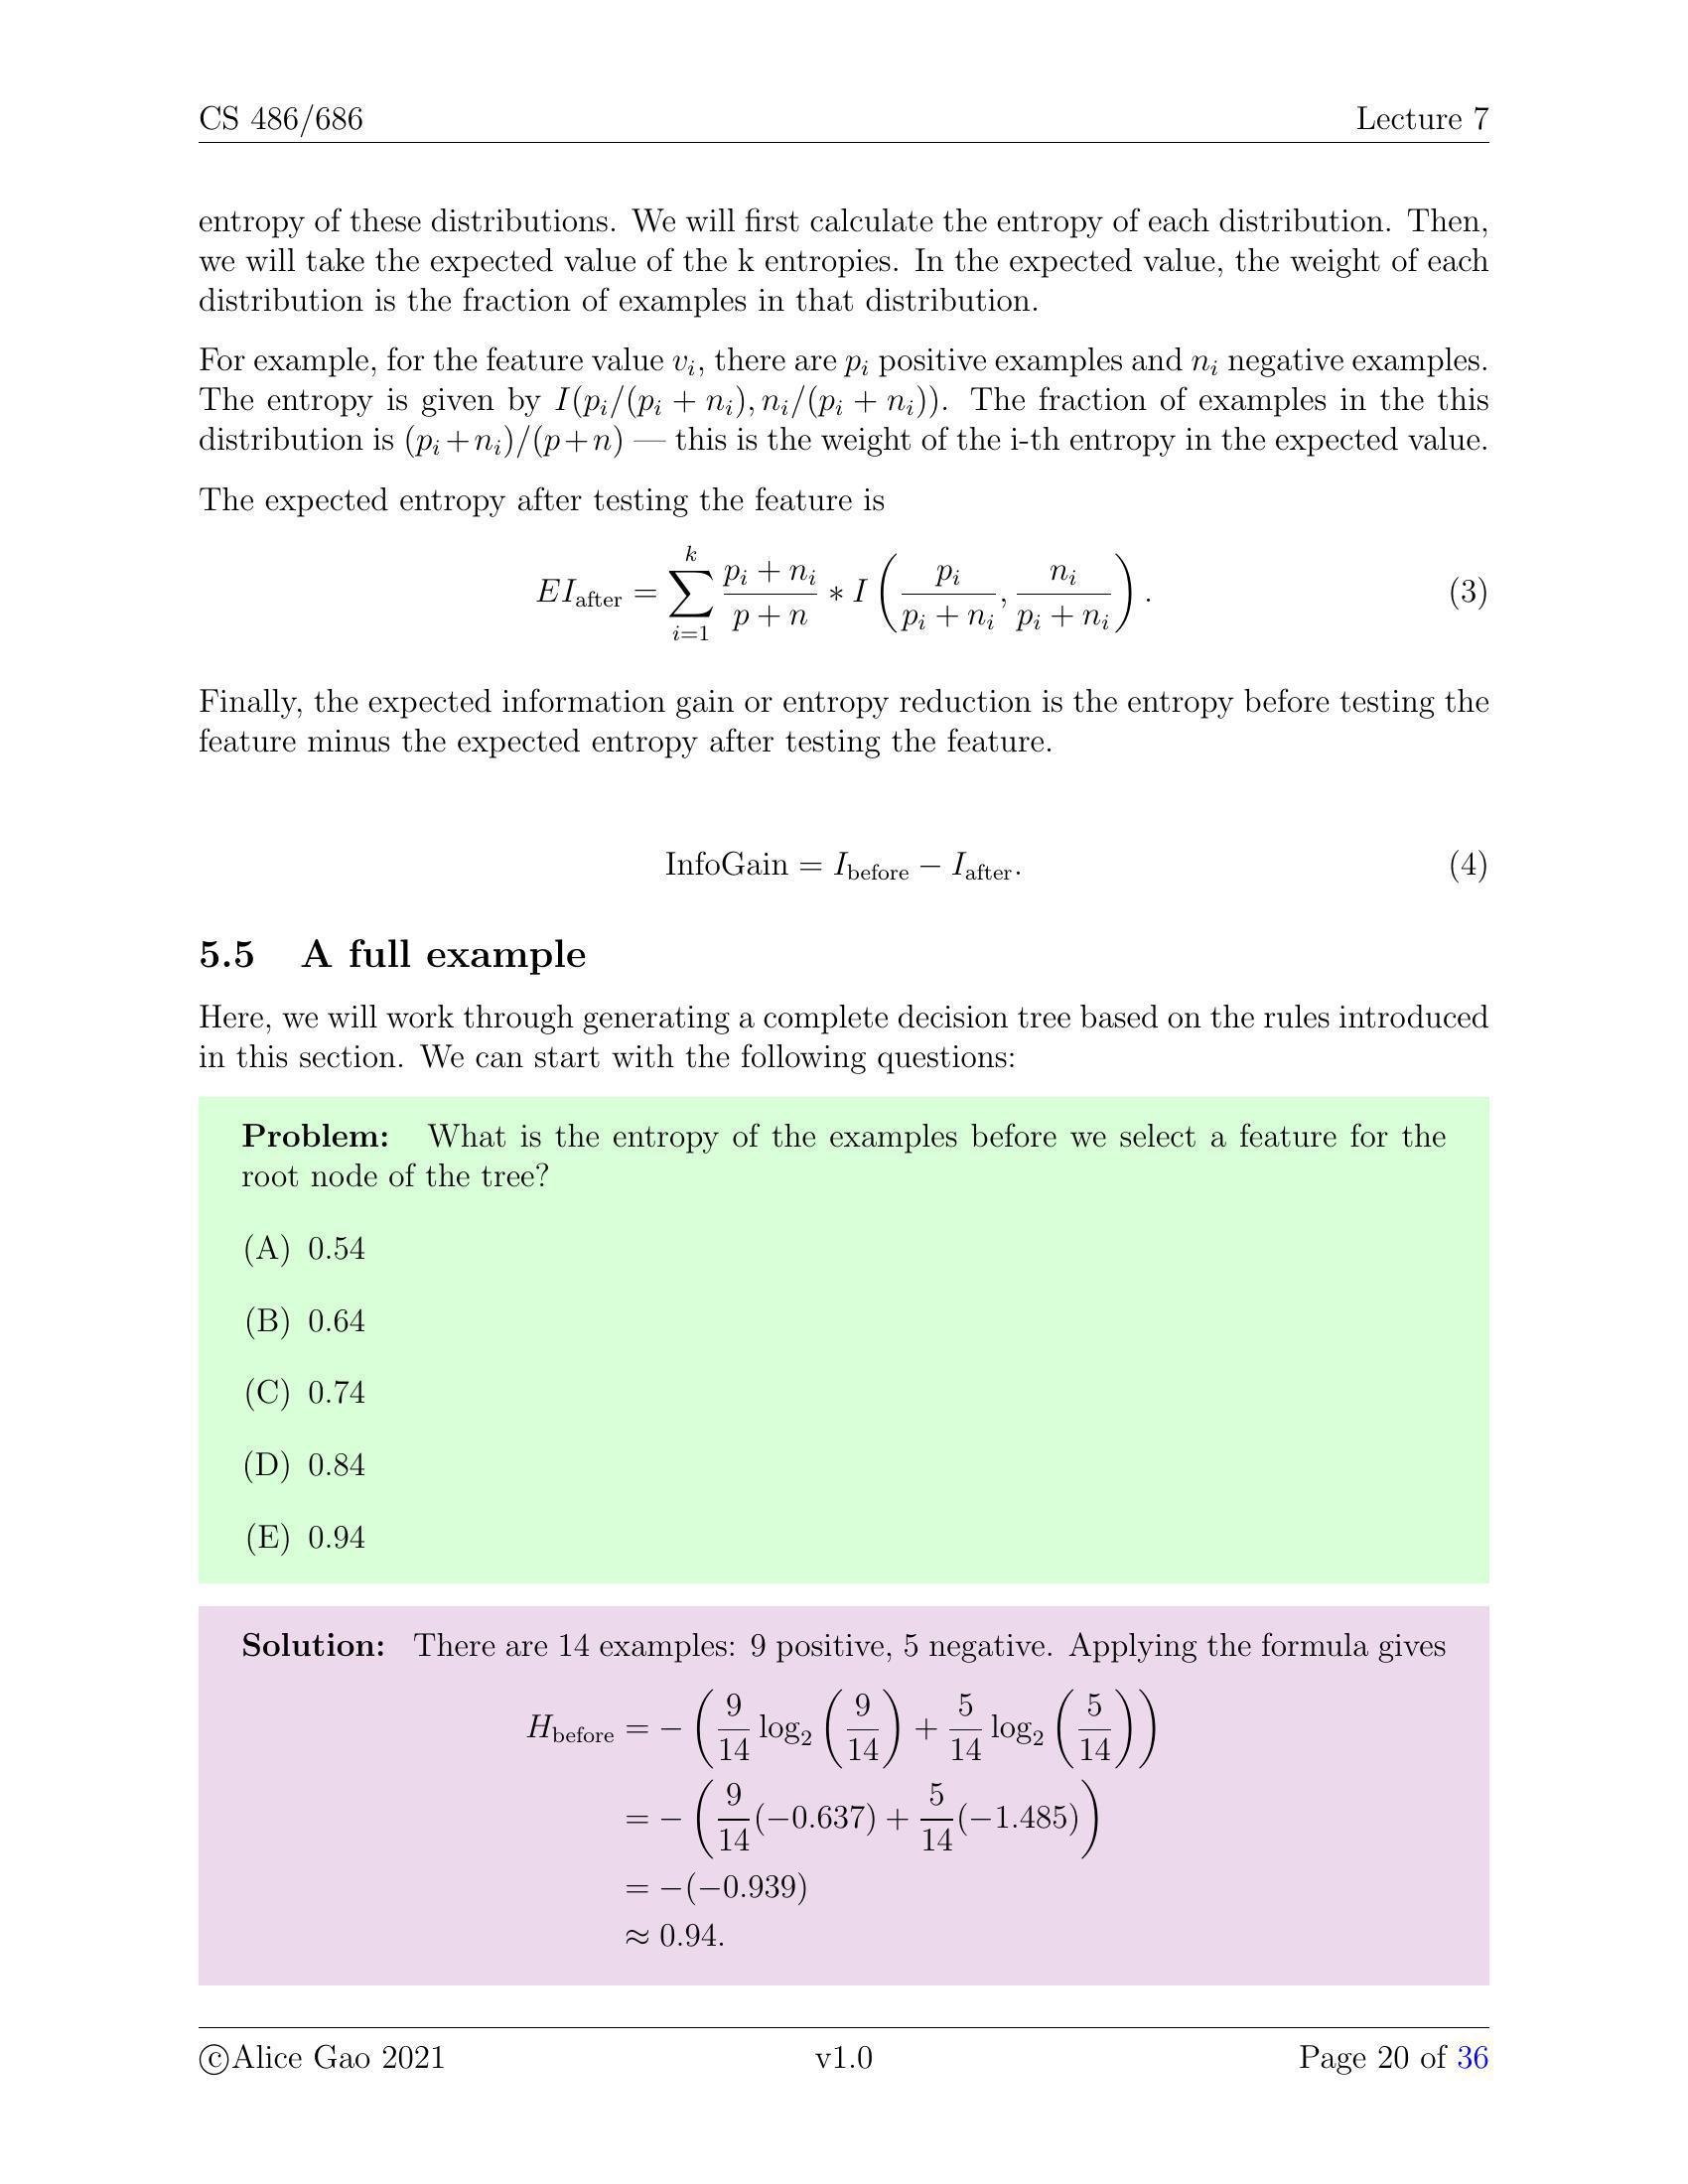 CS 486/686 Lecture 7
entropy of these distributions. We will first calculate the entropy of each distribution. Then,
we will take the expected value of the k entropies. In the expected value, the weight of each
distribution is the fraction of examples in that distribution.
For example, for the feature value $v_i$, there are $p_i$ positive examples and $n_i$ negative examples.
The entropy is given by $I(p_i/(p_i + n_i), n_i/(p_i + n_i))$. The fraction of examples in the this
distribution is $(p_i + n_i)/(p + n)$ — this is the weight of the i-th entropy in the expected value.
The expected entropy after testing the feature is
$EI_{\text{after}} = \sum_{i=1}^{k} \frac{p_i + n_i}{p + n} * I\left(\frac{p_i}{p_i + n_i}, \frac{n_i}{p_i + n_i}\right).$ (3)
Finally, the expected information gain or entropy reduction is the entropy before testing the
feature minus the expected entropy after testing the feature.
$\text{InfoGain} = I_{\text{before}} - I_{\text{after}}.$ (4)
5.5 A full example
Here, we will work through generating a complete decision tree based on the rules introduced
in this section. We can start with the following questions:
Problem: What is the entropy of the examples before we select a feature for the
root node of the tree?
(A) 0.54
(B) 0.64
(C) 0.74
(D) 0.84
(E) 0.94
Solution: There are 14 examples: 9 positive, 5 negative. Applying the formula gives
$H_{\text{before}} = -\left(\frac{9}{14} \log_2\left(\frac{9}{14}\right) + \frac{5}{14} \log_2\left(\frac{5}{14}\right)\right)$
$= -\left(\frac{9}{14}(-0.637) + \frac{5}{14}(-1.485)\right)$
$= -(-0.939)$
$\approx 0.94.$
©Alice Gao 2021 v1.0 Page 20 of 36